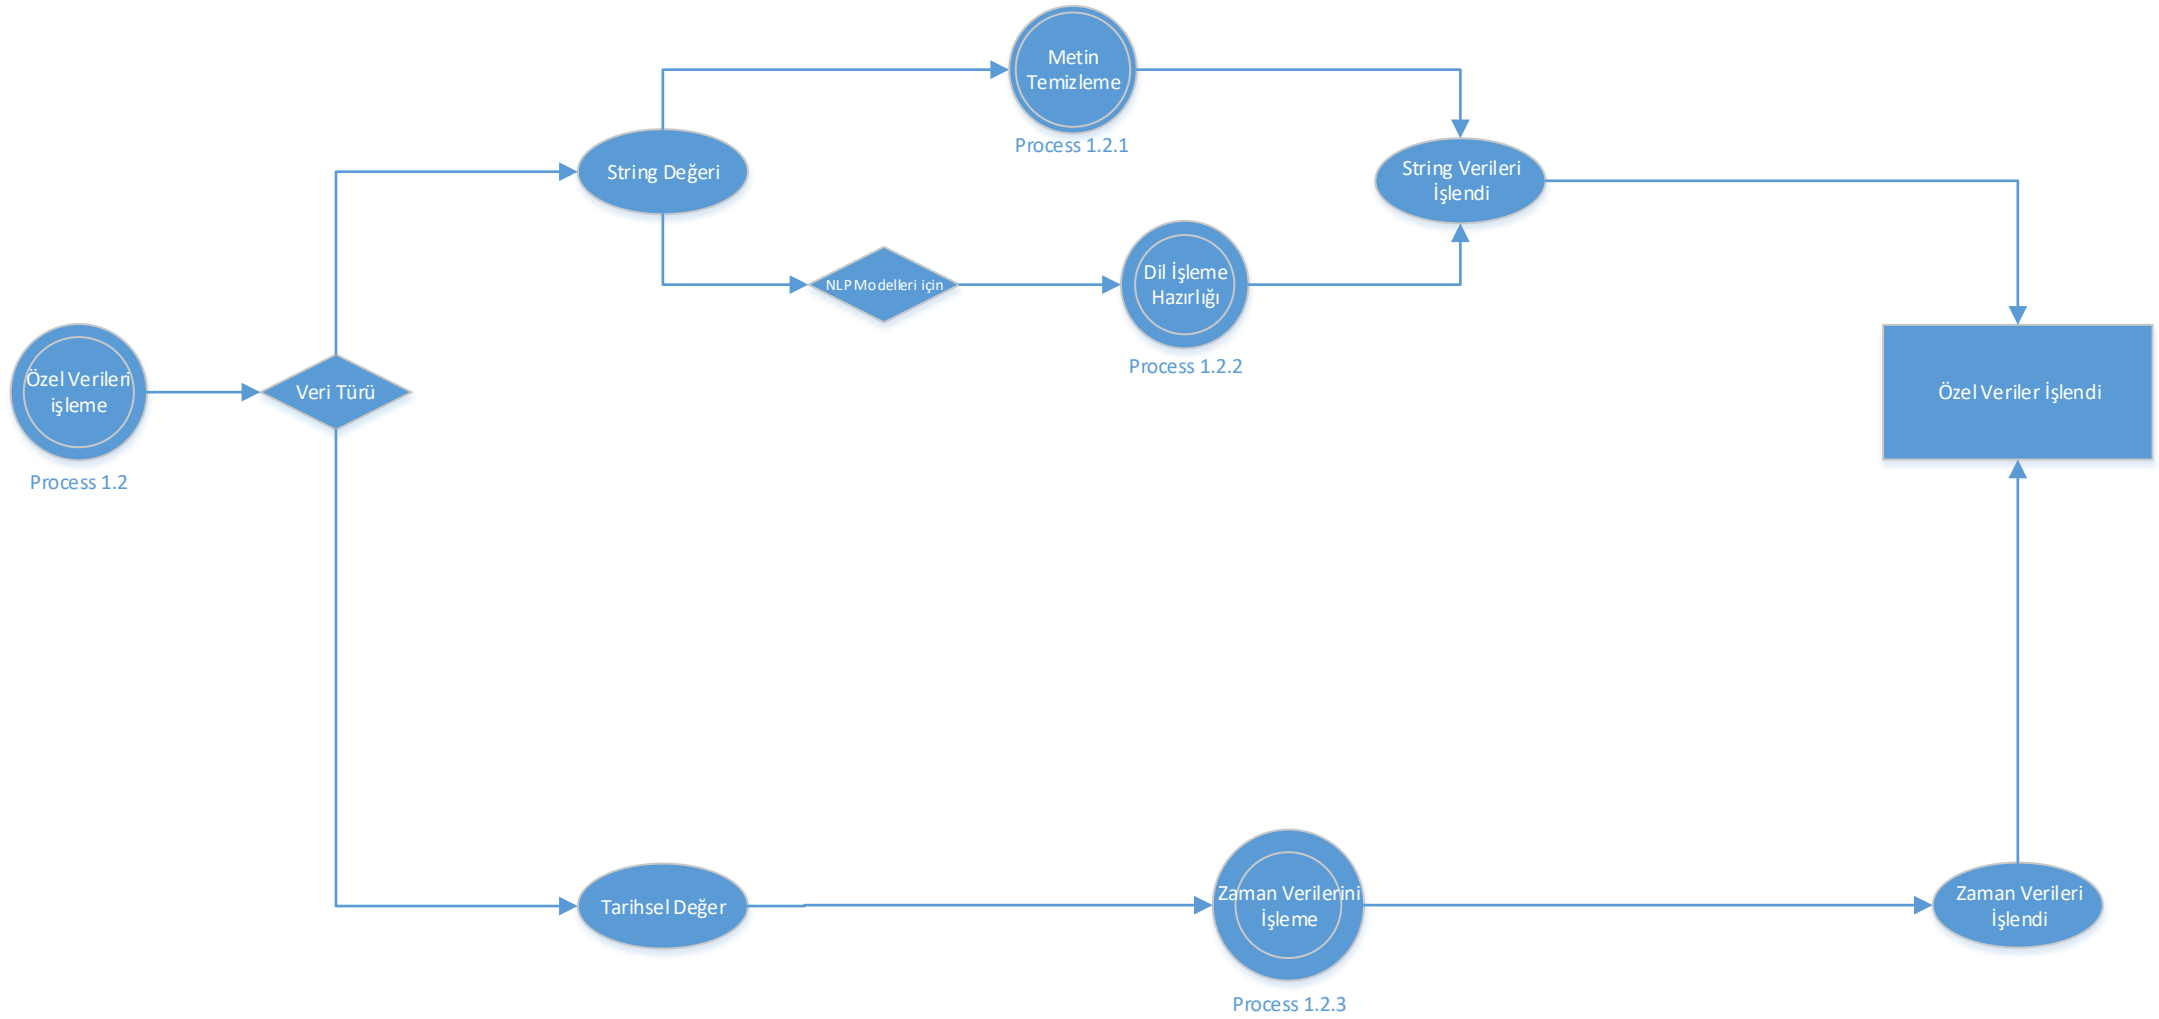 Metin
Temizleme
Process 1.2.1
String Değeri
String Verileri
İşlendi
NLP Modelleri için
Dil İşleme
Hazırlığı
Process 1.2.2
Özel Verileri
işleme
Process 1.2
Veri Türü
Özel Veriler İşlendi
Tarihsel Değer
Zaman Verilerini
İşleme
Process 1.2.3
Zaman Verileri
İşlendi